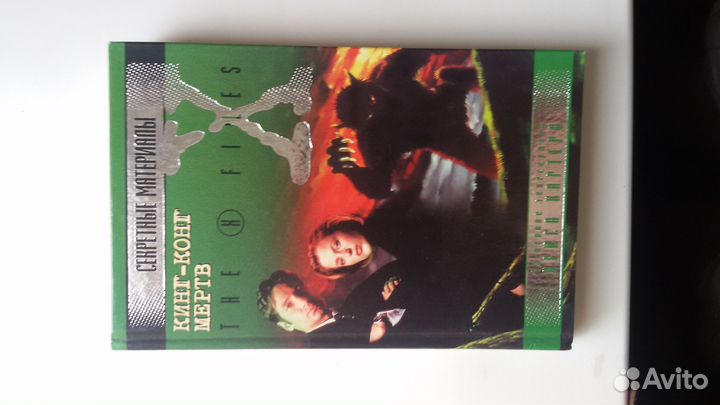 СЕКРЕТНЫЕ МАТЕРИАЛЫ
X
THE X FILES
КИНГ-КОНГ
МЕРТВ
Avito